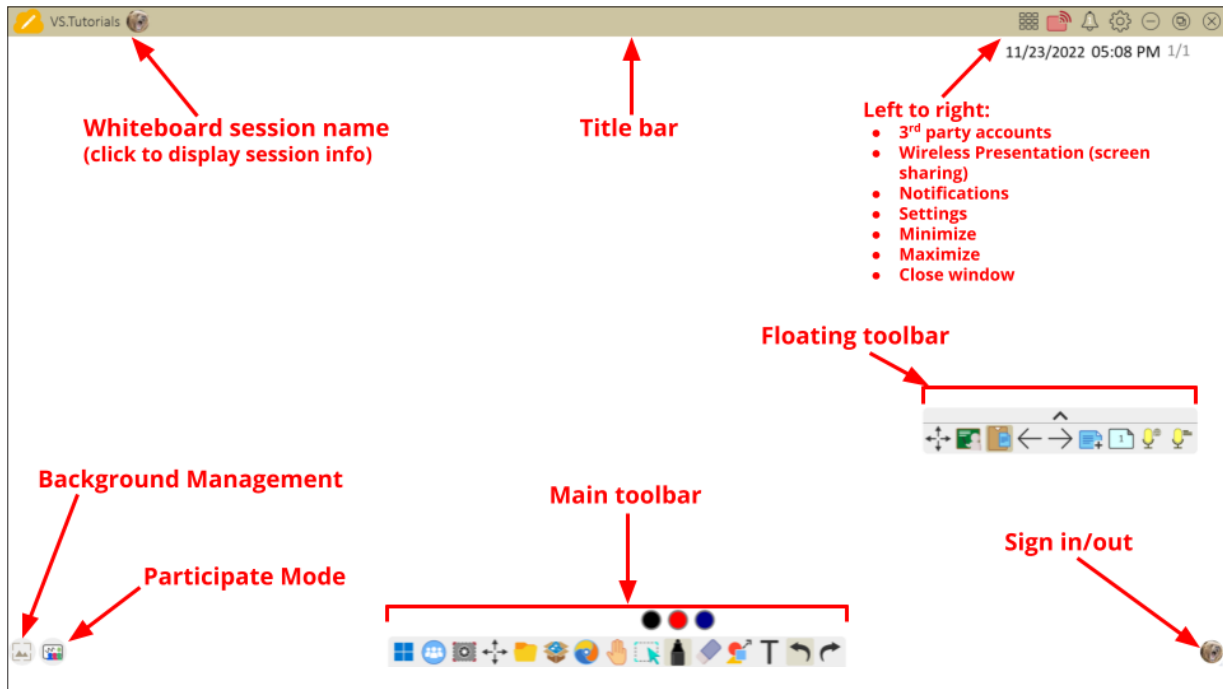 VS.Tutorials
11/23/2022 05:08 PM 1/1
Whiteboard session name
(click to display session info)
Title bar
Left to right:
● 3rd party accounts
● Wireless Presentation (screen
sharing)
● Notifications
● Settings
● Minimize
● Maximize
● Close window
Floating toolbar
1
Background Management
Main toolbar
Sign in/out
Participate Mode
T